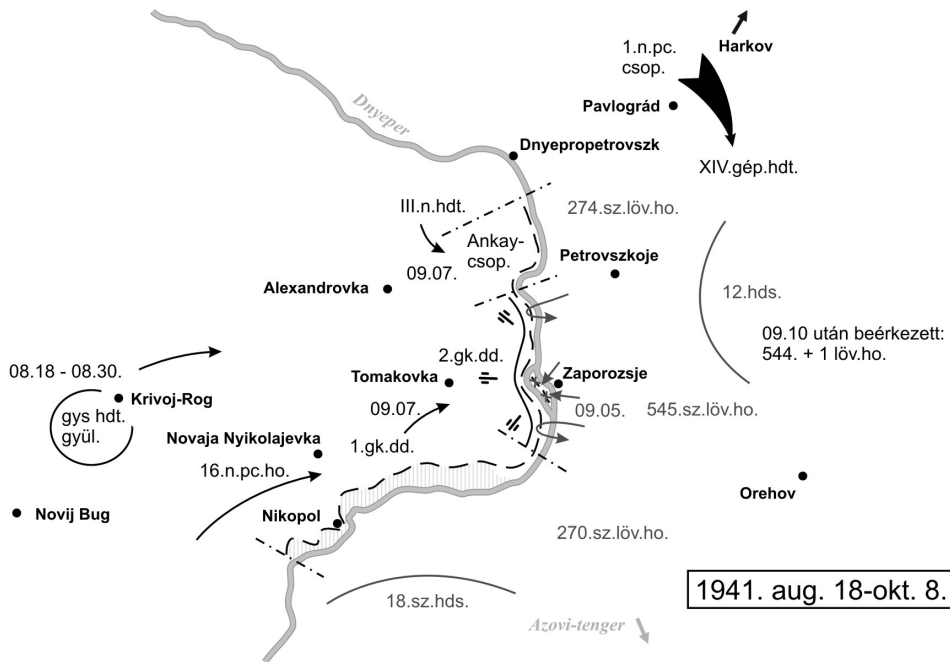 Harkov
1.n.pc.
csop.
Pavlográd
Dnyeper
Dnyepropetrovszk
XIV.gép.hdt.
III.n.hdt.
274.sz.löv.ho.
Ankay-
csop.
09.07.
Petrovszkoje
Alexandrovka
12.hds.
09.10 után beérkezett:
544. + 1 löv.ho.
08.18 - 08.30.
2.gk.dd.
Tomakovka
Zaporozsje
Krivoj-Rog
09.07.
09.05.
545.sz.löv.ho.
gys hdt.
gyül.
Novaja Nyikolajevka
1.gk.dd.
16.n.pc.ho.
Orehov
Novij Bug
Nikopol
270.sz.löv.ho.
1941. aug. 18-okt. 8.
18.sz.hds.
Azovi-tenger